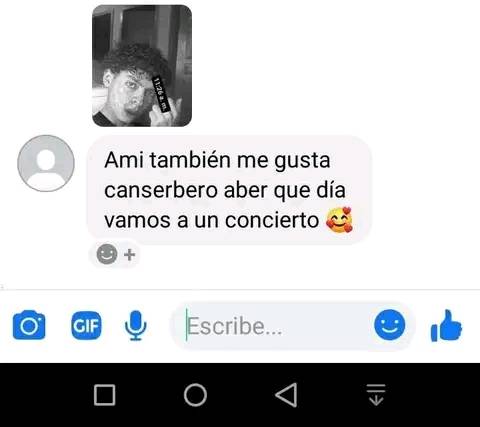 11:26 a. m.
Ami también me gusta
canserbero aber que día
vamos a un concierto 🥰
GIF
Escribe...